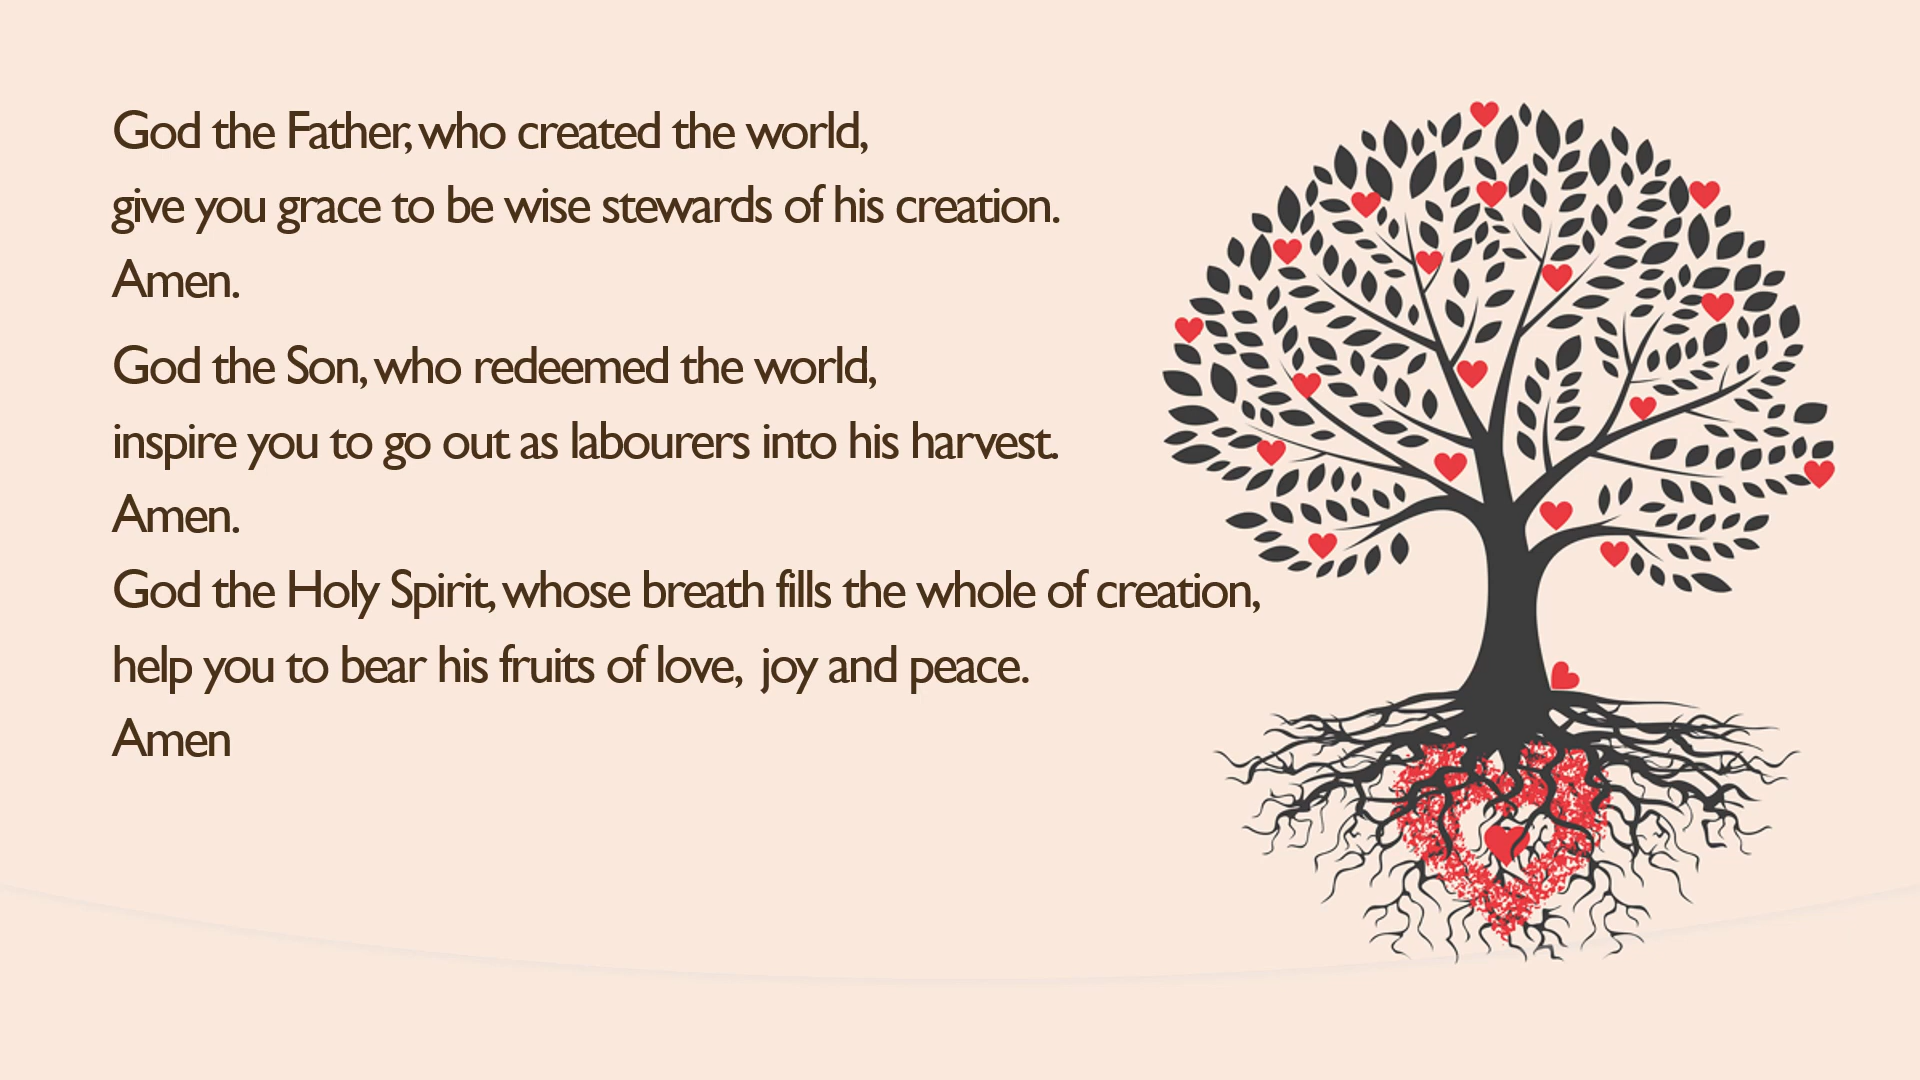 God the Father, who created the world,
give you grace to be wise stewards of his creation.
Amen.
God the Son, who redeemed the world,
inspire you to go out as labourers into his harvest.
Amen.
God the Holy Spirit, whose breath fills the whole of creation,
help you to bear his fruits of love, joy and peace.
Amen